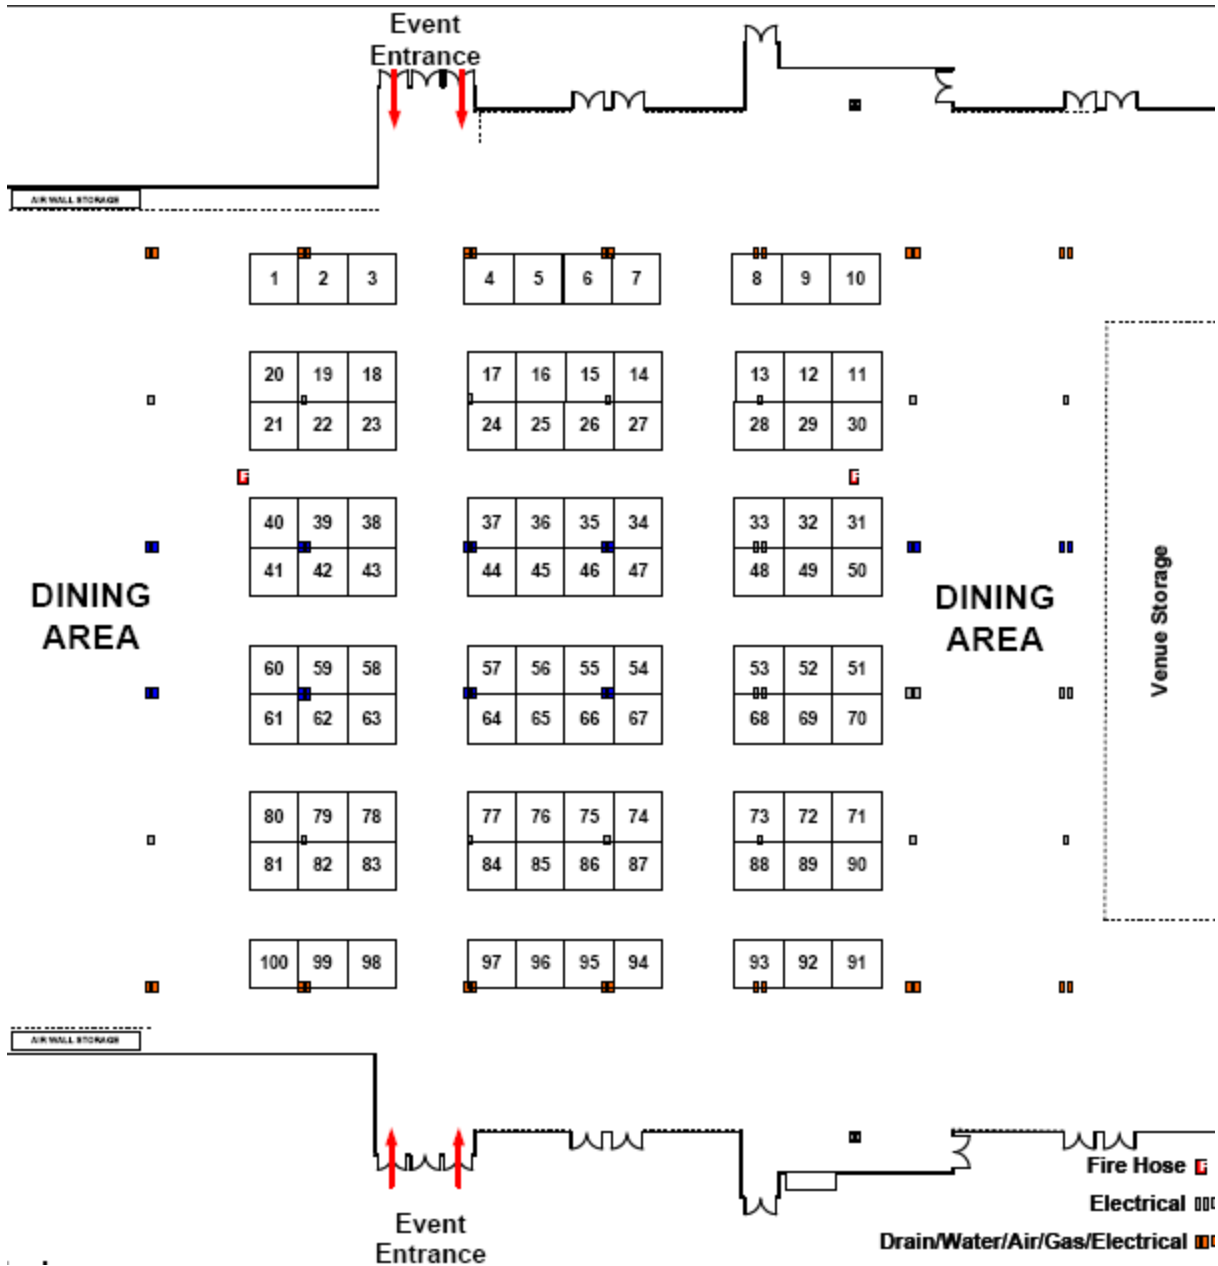 Event
Entrance
AIR WALL STORAGE
1 2 3 4 5 6 7 8 9 10
20 19 18 17 16 15 14 13 12 11
21 22 23 24 25 26 27 28 29 30
F F
40 39 38 37 36 35 34 33 32 31
41 42 43 44 45 46 47 48 49 50
DINING
AREA
DINING
AREA
Venue Storage
60 59 58 57 56 55 54 53 52 51
61 62 63 64 65 66 67 68 69 70
80 79 78 77 76 75 74 73 72 71
81 82 83 84 85 86 87 88 89 90
100 99 98 97 96 95 94 93 92 91
AIR WALL STORAGE
Event
Entrance
Fire Hose F
Electrical
Drain/Water/Air/Gas/Electrical